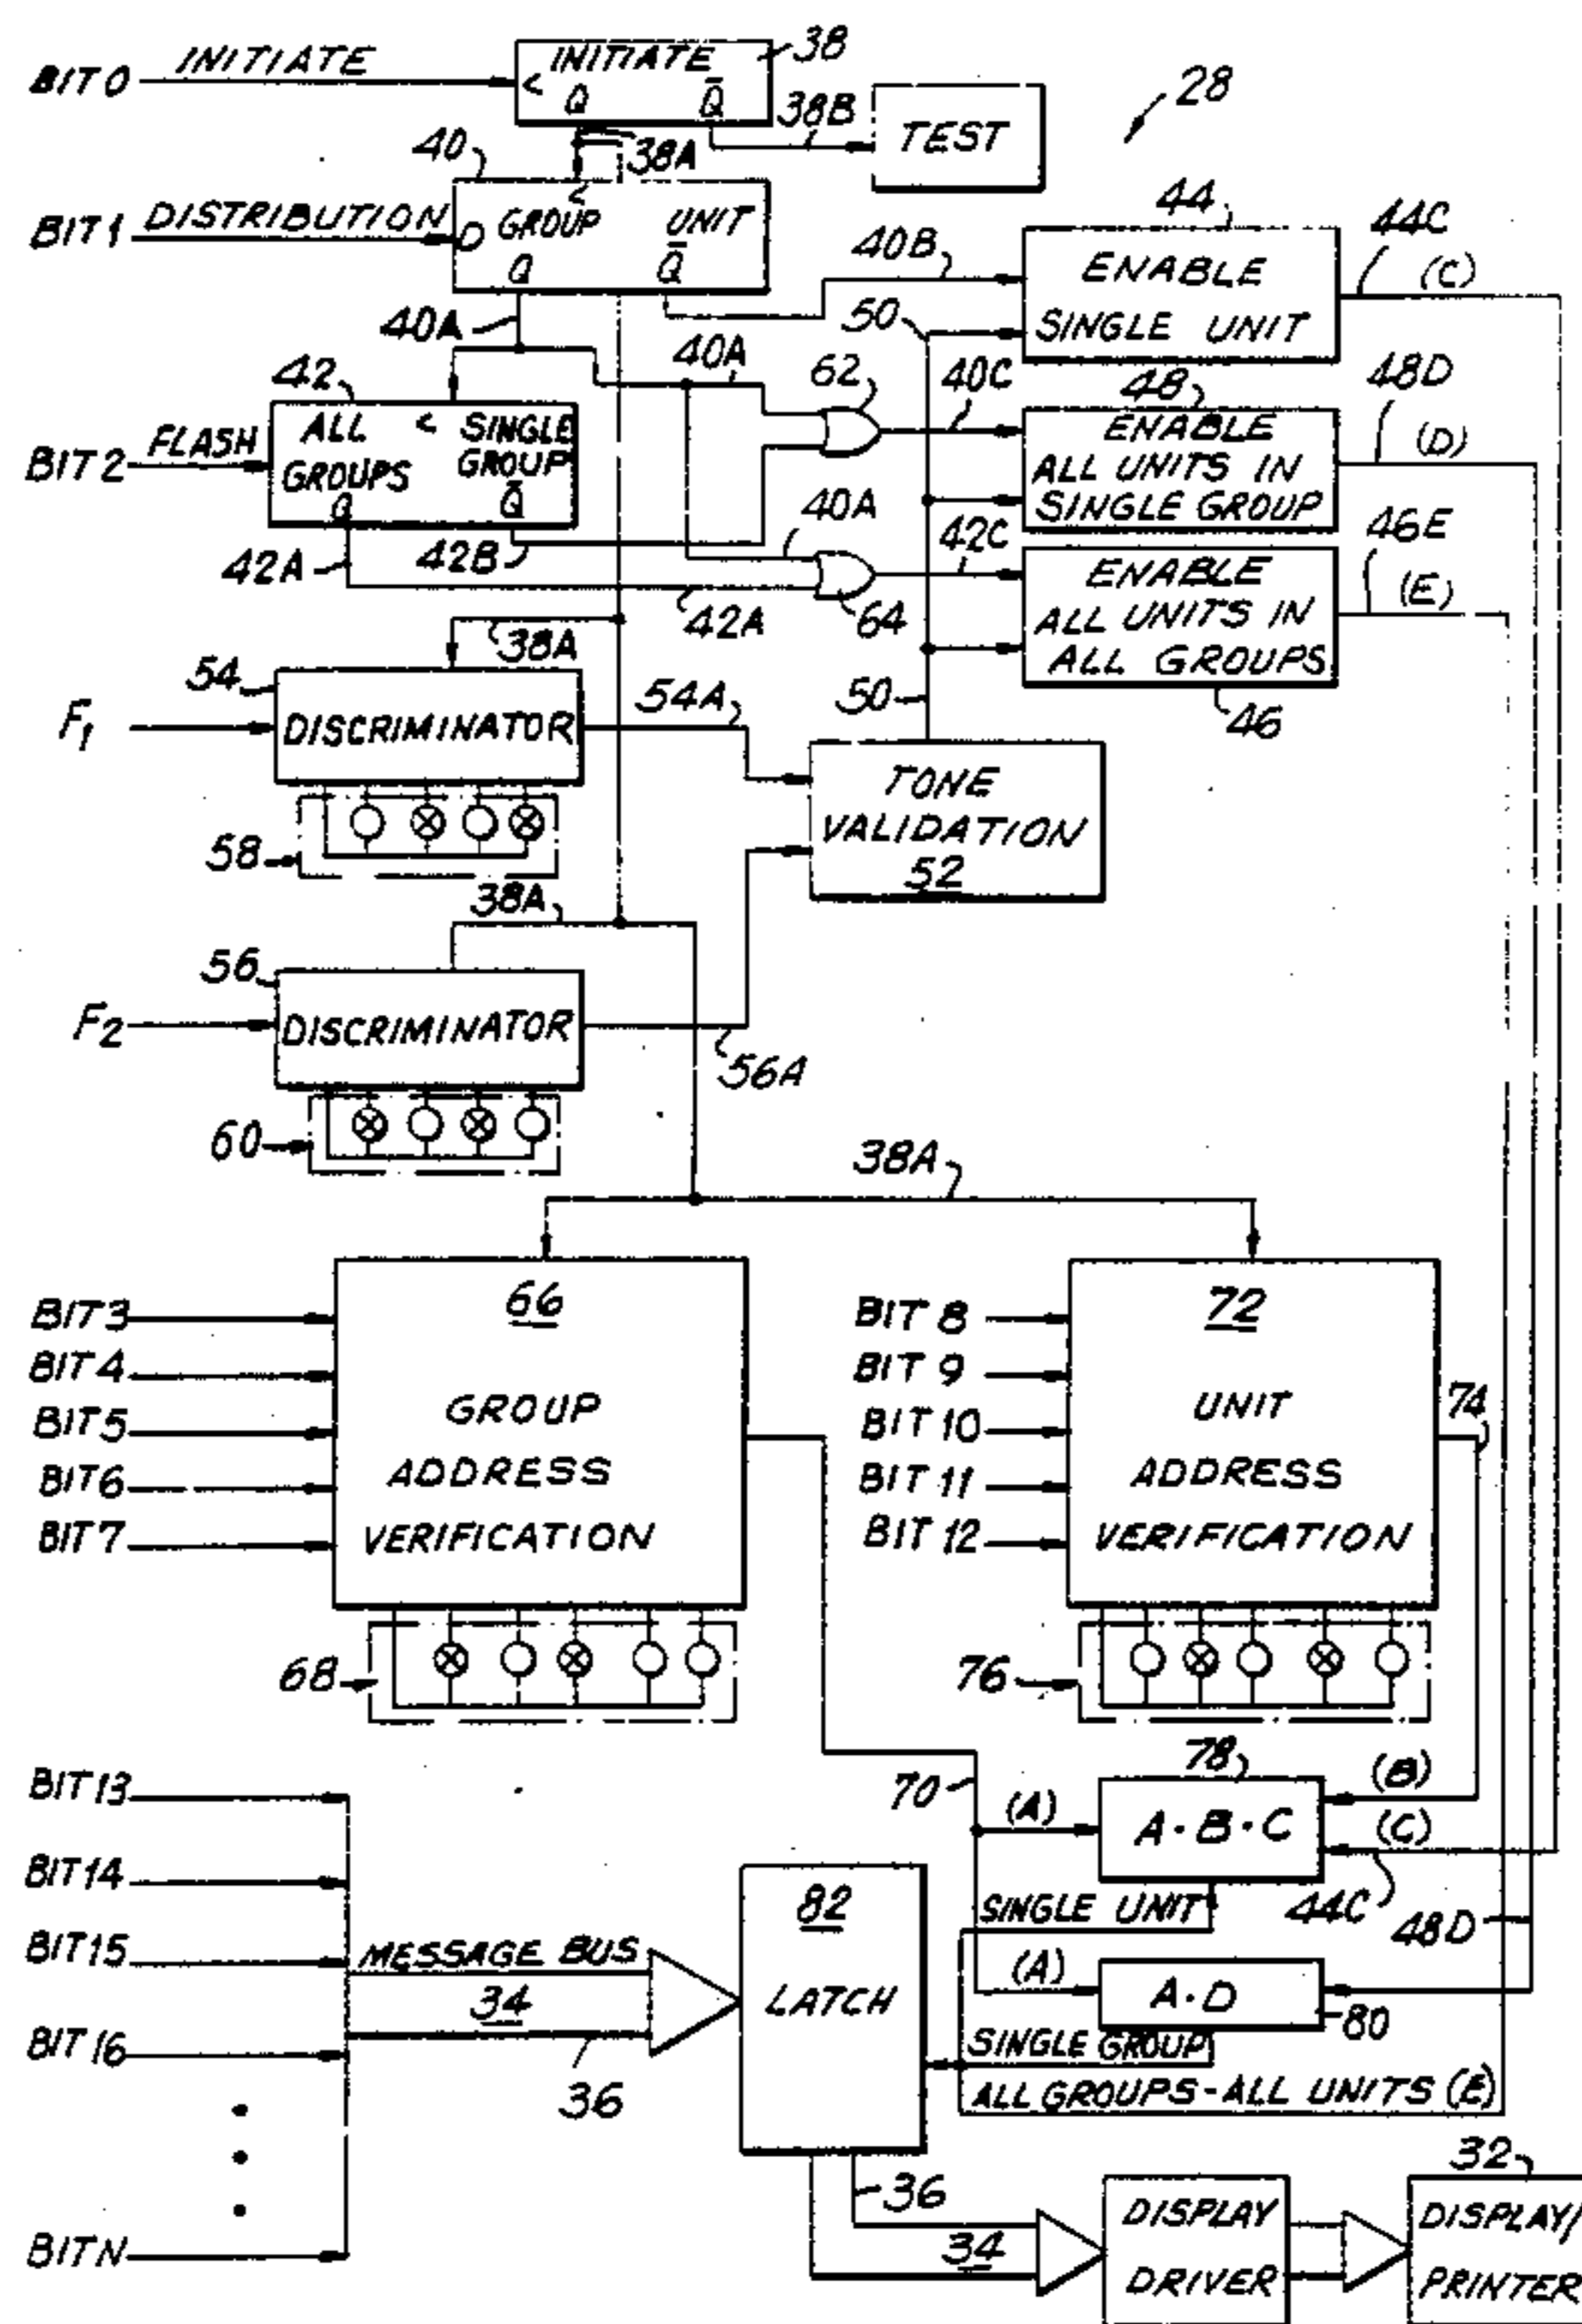 BIT 0 INITIATE
INITIATE 38
< Q Q̄
38B
TEST
28
40
38A
BIT 1 DISTRIBUTION
D < GROUP UNIT
Q Q̄
40B
44
ENABLE
SINGLE UNIT
44C
(C)
40A
50
40A
62
40C
42
BIT 2 FLASH
ALL < SINGLE
GROUPS GROUP
Q Q̄
48
ENABLE
ALL UNITS IN
SINGLE GROUP
48D
(D)
40A
42C
42A
42B
42A
64
ENABLE
ALL UNITS IN
ALL GROUPS
46E
(E)
46
38A
54
F1
DISCRIMINATOR
54A
50
58
TONE
VALIDATION
52
38A
56
F2
DISCRIMINATOR
56A
60
38A
BIT 3
BIT 4
BIT 5
BIT 6
BIT 7
66
GROUP
ADDRESS
VERIFICATION
BIT 8
BIT 9
BIT 10
BIT 11
BIT 12
72
UNIT
ADDRESS
VERIFICATION
74
68
76
78
70
(A)
A·B·C
(B)
(C)
SINGLE UNIT
44C
48D
(A)
A·D
80
SINGLE GROUP
ALL GROUPS-ALL UNITS (E)
BIT 13
BIT 14
BIT 15
BIT 16
BIT N
MESSAGE BUS
34
36
82
LATCH
36
34
DISPLAY
DRIVER
32
DISPLAY/
PRINTER